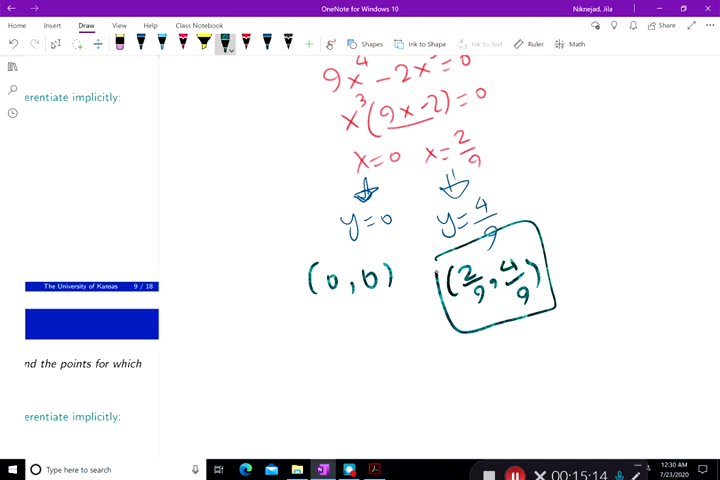 OneNote for Windows 10
Niknejad, Jila
Home Insert Draw View Help Class Notebook
Share
Shapes Ink to Shape Ink to Text Ruler Math
erentiate implicitly:
9x⁴ - 2x = 0
x³(9x-2) = 0
x=0 x=2/9
y=0 y=4/9
(0,0) (2/9, 4/9)
The University of Kansas 9 / 18
nd the points for which
erentiate implicitly:
Type here to search
12:30 AM
7/23/2020
00:15:14